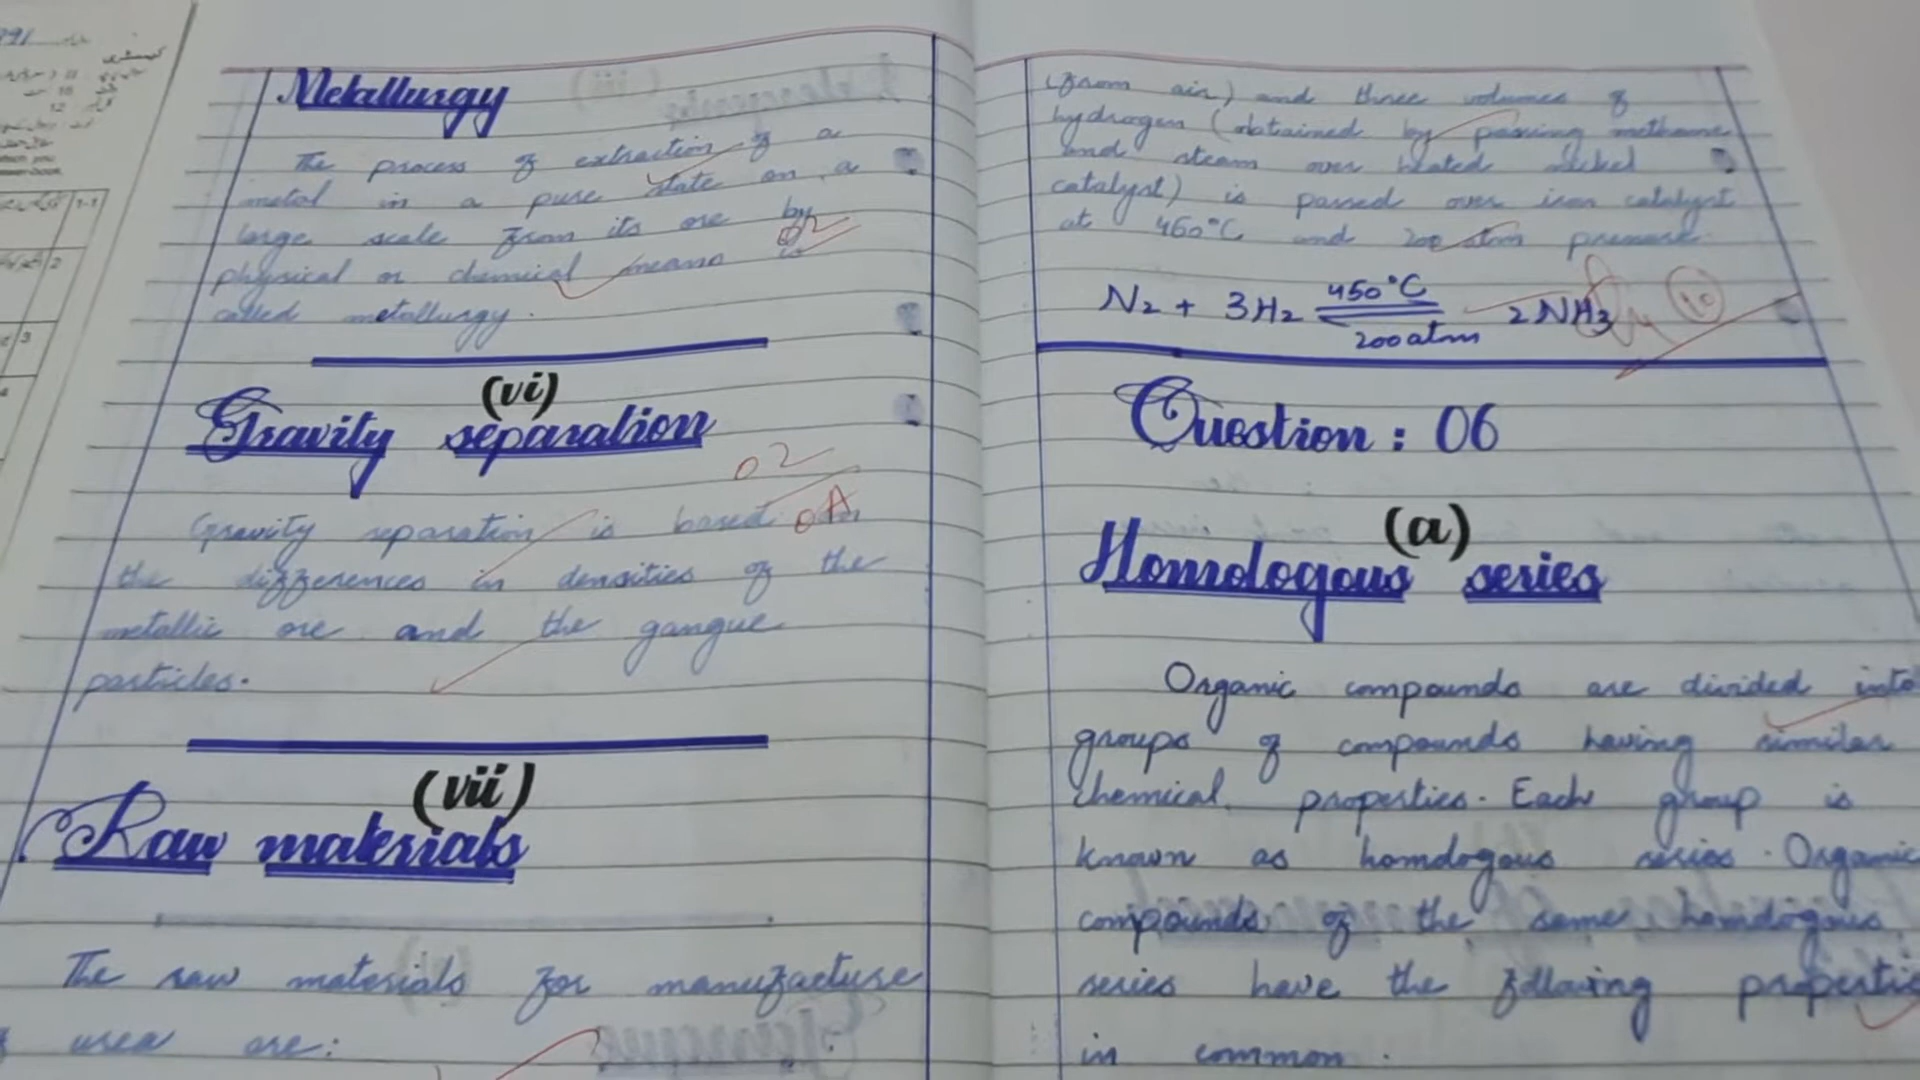 Metallurgy
The process of extraction of a
metal in a pure state on a
large scale from its ore by
physical or chemical means is
called metallurgy.
(vi)
Gravity separation
02
Gravity separation is based on
the differences in densities of the
metallic ore and the gangue
particles.
(vii)
Raw materials
The raw materials for manufacture
urea are:
(from air) and three volumes of
hydrogen (obtained by passing methane
and steam over heated nickel
catalyst) is passed over iron catalyst
at 450°C and 200 atm pressure.
N2 + 3H2 450°C 200atm 2NH3
10
Question: 06
(a)
Homologous series
Organic compounds are divided into
groups of compounds having similar
chemical properties. Each group is
known as homologous series. Organic
compounds of the same homologous
series have the following
in common.